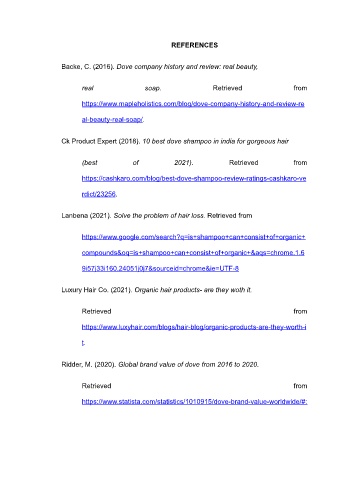 REFERENCES
Backe, C. (2016). Dove company history and review: real beauty,
real soap. Retrieved from
https://www.mapleholistics.com/blog/dove-company-history-and-review-re
al-beauty-real-soap/.
Ck Product Expert (2018). 10 best dove shampoo in india for gorgeous hair
(best of 2021). Retrieved from
https://cashkaro.com/blog/best-dove-shampoo-review-ratings-cashkaro-ve
rdict/23256.
Lanbena (2021). Solve the problem of hair loss. Retrieved from
https://www.google.com/search?q=is+shampoo+can+consist+of+organic+
compounds&oq=is+shampoo+can+consist+of+organic+&aqs=chrome.1.6
9i57j33i160.24051j0j7&sourceid=chrome&ie=UTF-8
Luxury Hair Co. (2021). Organic hair products- are they woth it.
Retrieved from
https://www.luxyhair.com/blogs/hair-blog/organic-products-are-they-worth-i
t.
Ridder, M. (2020). Global brand value of dove from 2016 to 2020.
Retrieved from
https://www.statista.com/statistics/1010915/dove-brand-value-worldwide/#: